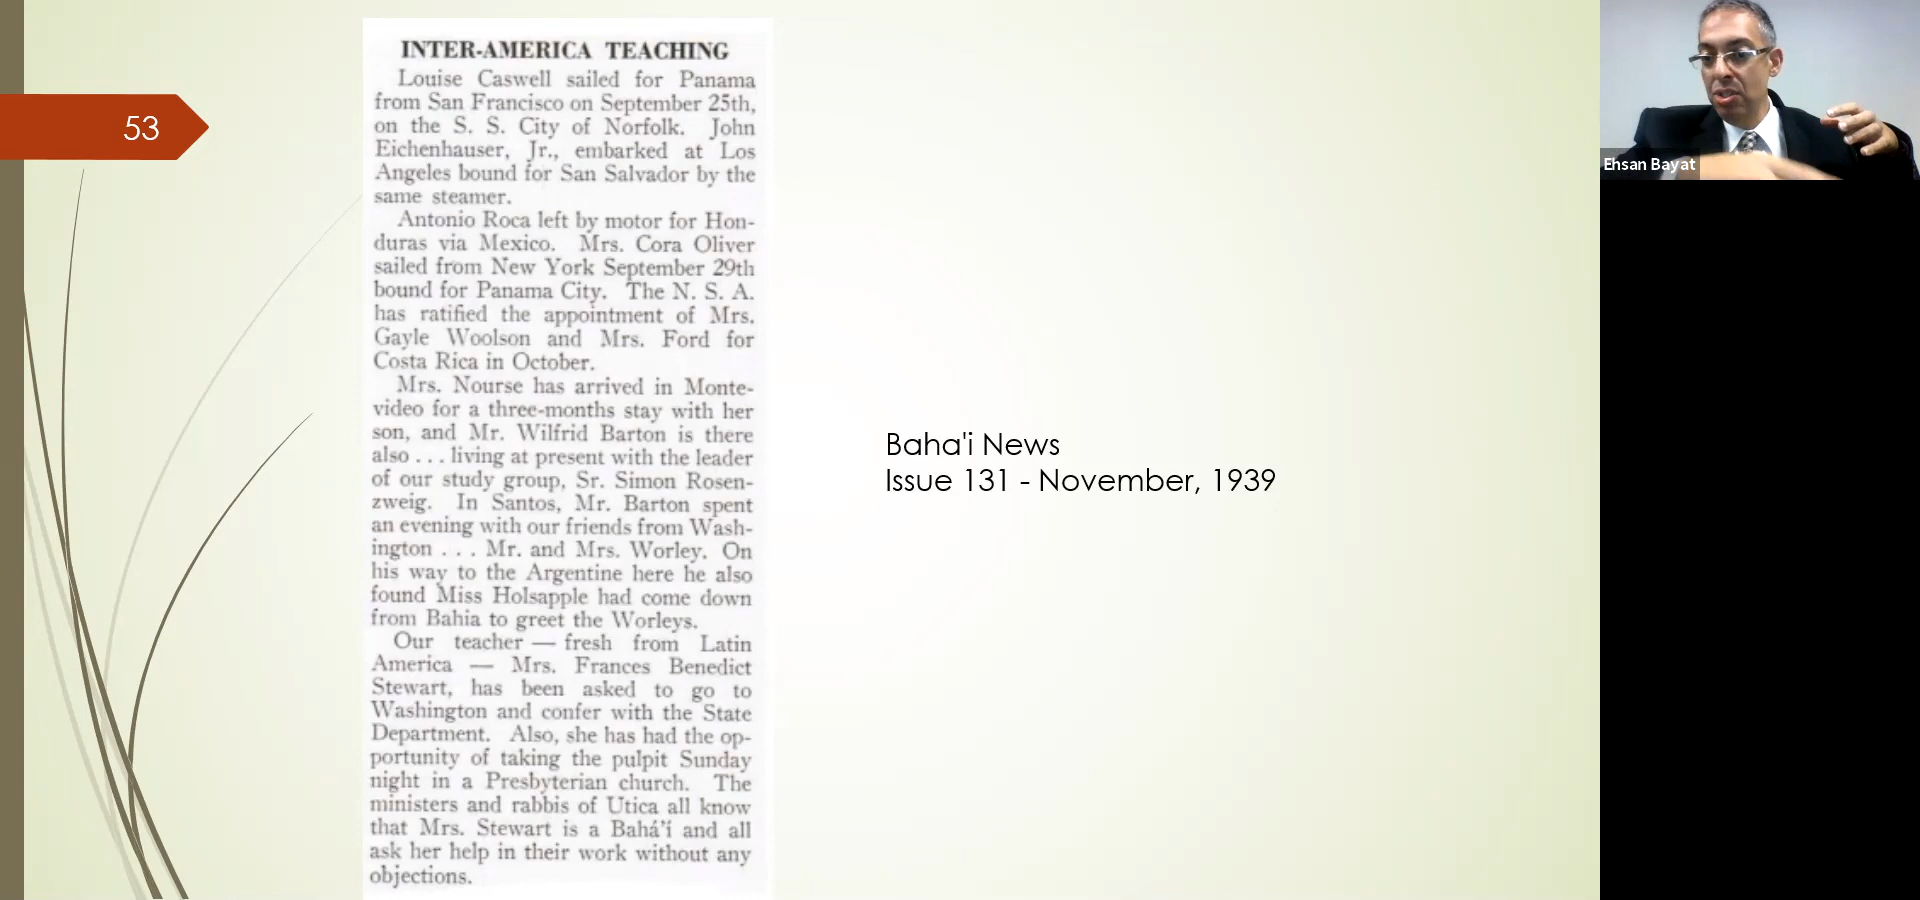 53
INTER-AMERICA TEACHING
Louise Caswell sailed for Panama
from San Francisco on September 25th,
on the S. S. City of Norfolk. John
Eichenhauser, Jr., embarked at Los
Angeles bound for San Salvador by the
same steamer.
Antonio Roca left by motor for Hon-
duras via Mexico. Mrs. Cora Oliver
sailed from New York September 29th
bound for Panama City. The N. S. A.
has ratified the appointment of Mrs.
Gayle Woolson and Mrs. Ford for
Costa Rica in October.
Mrs. Nourse has arrived in Monte-
video for a three-months stay with her
son, and Mr. Wilfrid Barton is there
also . . . living at present with the leader
of our study group, Sr. Simon Rosen-
zweig. In Santos, Mr. Barton spent
an evening with our friends from Wash-
ington . . . Mr. and Mrs. Worley. On
his way to the Argentine here he also
found Miss Holsapple had come down
from Bahia to greet the Worleys.
Our teacher — fresh from Latin
America — Mrs. Frances Benedict
Stewart, has been asked to go to
Washington and confer with the State
Department. Also, she has had the op-
portunity of taking the pulpit Sunday
night in a Presbyterian church. The
ministers and rabbis of Utica all know
that Mrs. Stewart is a Bahá'í and all
ask her help in their work without any
objections.
Baha'i News
Issue 131 - November, 1939
Ehsan Bayat